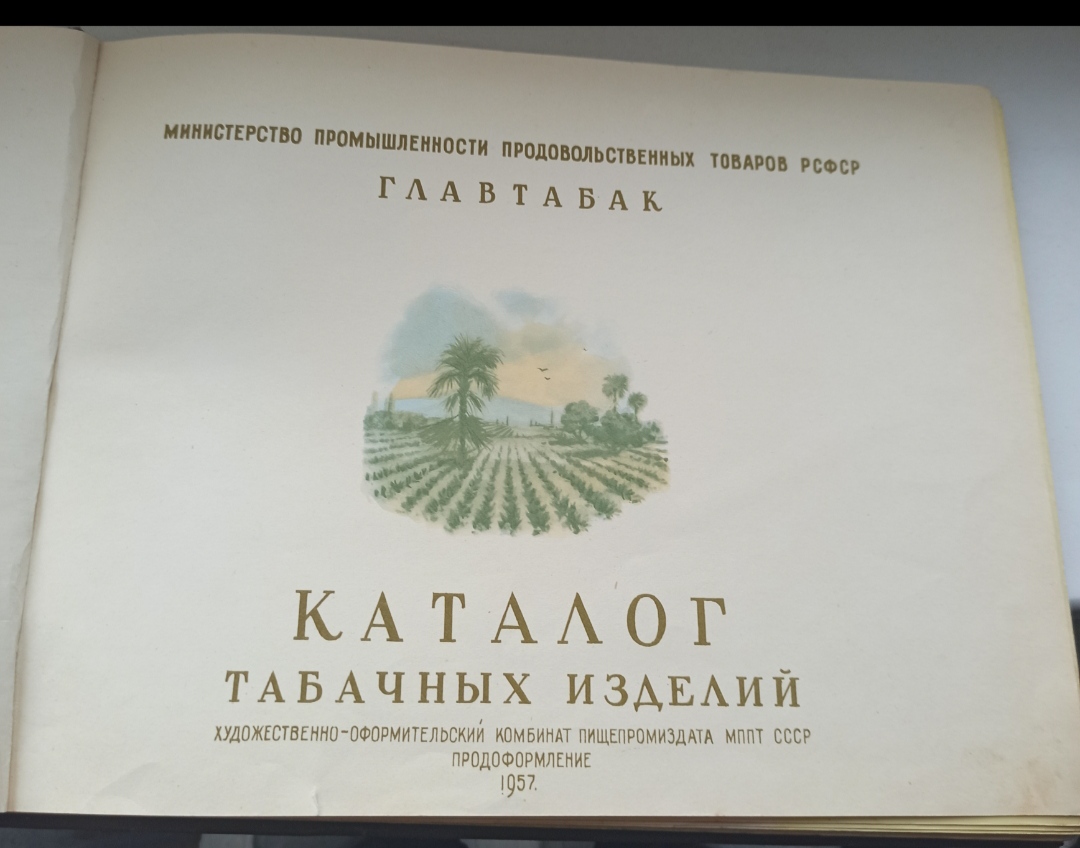 МИНИСТЕРСТВО ПРОМЫШЛЕННОСТИ ПРОДОВОЛЬСТВЕННЫХ ТОВАРОВ РСФСР
ГЛАВТАБАК
КАТАЛОГ
ТАБАЧНЫХ ИЗДЕЛИЙ
ХУДОЖЕСТВЕННО-ОФОРМИТЕЛЬСКИЙ КОМБИНАТ ПИЩЕПРОМИЗДАТА МППТ СССР
ПРОДОФОРМЛЕНИЕ
1957.